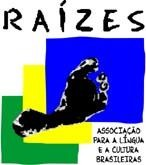 RAÍZES
ASSOCIAÇÃO
PARA A LÍNGUA
E A CULTURA
BRASILEIRAS